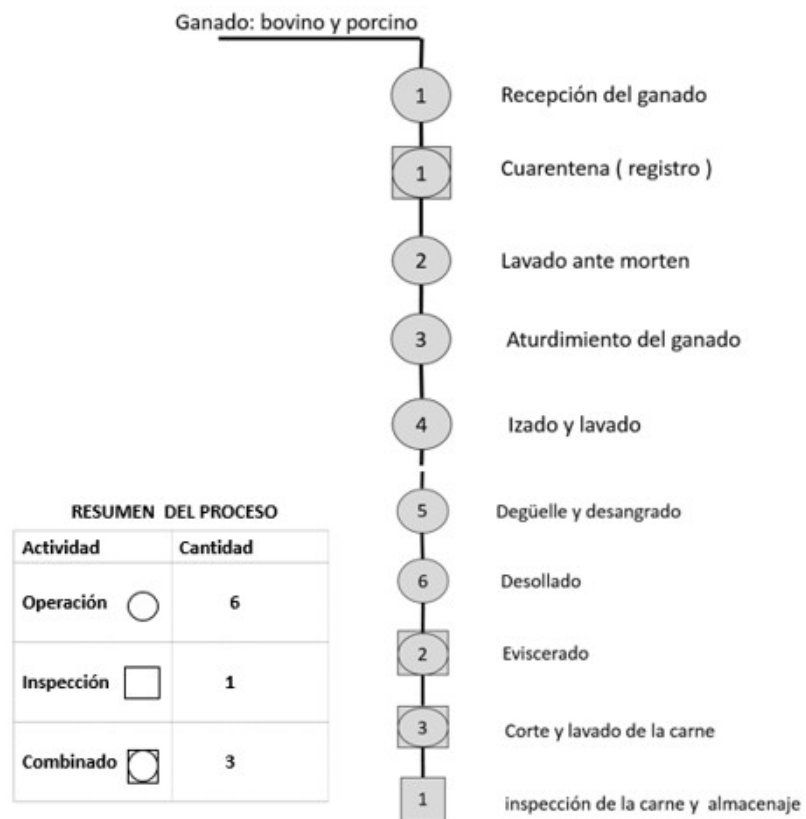 Ganado: bovino y porcino
1 Recepción del ganado
1 Cuarentena ( registro )
2 Lavado ante morten
3 Aturdimiento del ganado
4 Izado y lavado
5 Degüelle y desangrado
6 Desollado
2 Eviscerado
3 Corte y lavado de la carne
1 inspección de la carne y almacenaje
RESUMEN DEL PROCESO
Actividad Cantidad
Operación 6
Inspección 1
Combinado 3